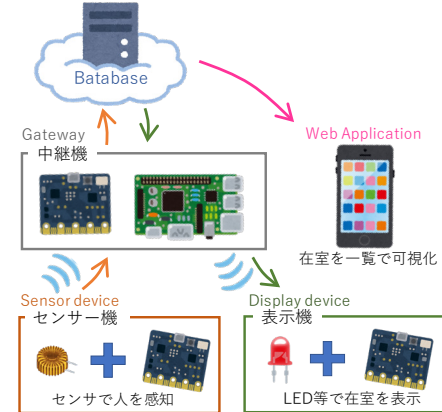 Batabase
Gateway
中継機
Web Application
在室を一覧で可視化
Sensor device
センサー機
センサで人を感知
Display device
表示機
LED等で在室を表示